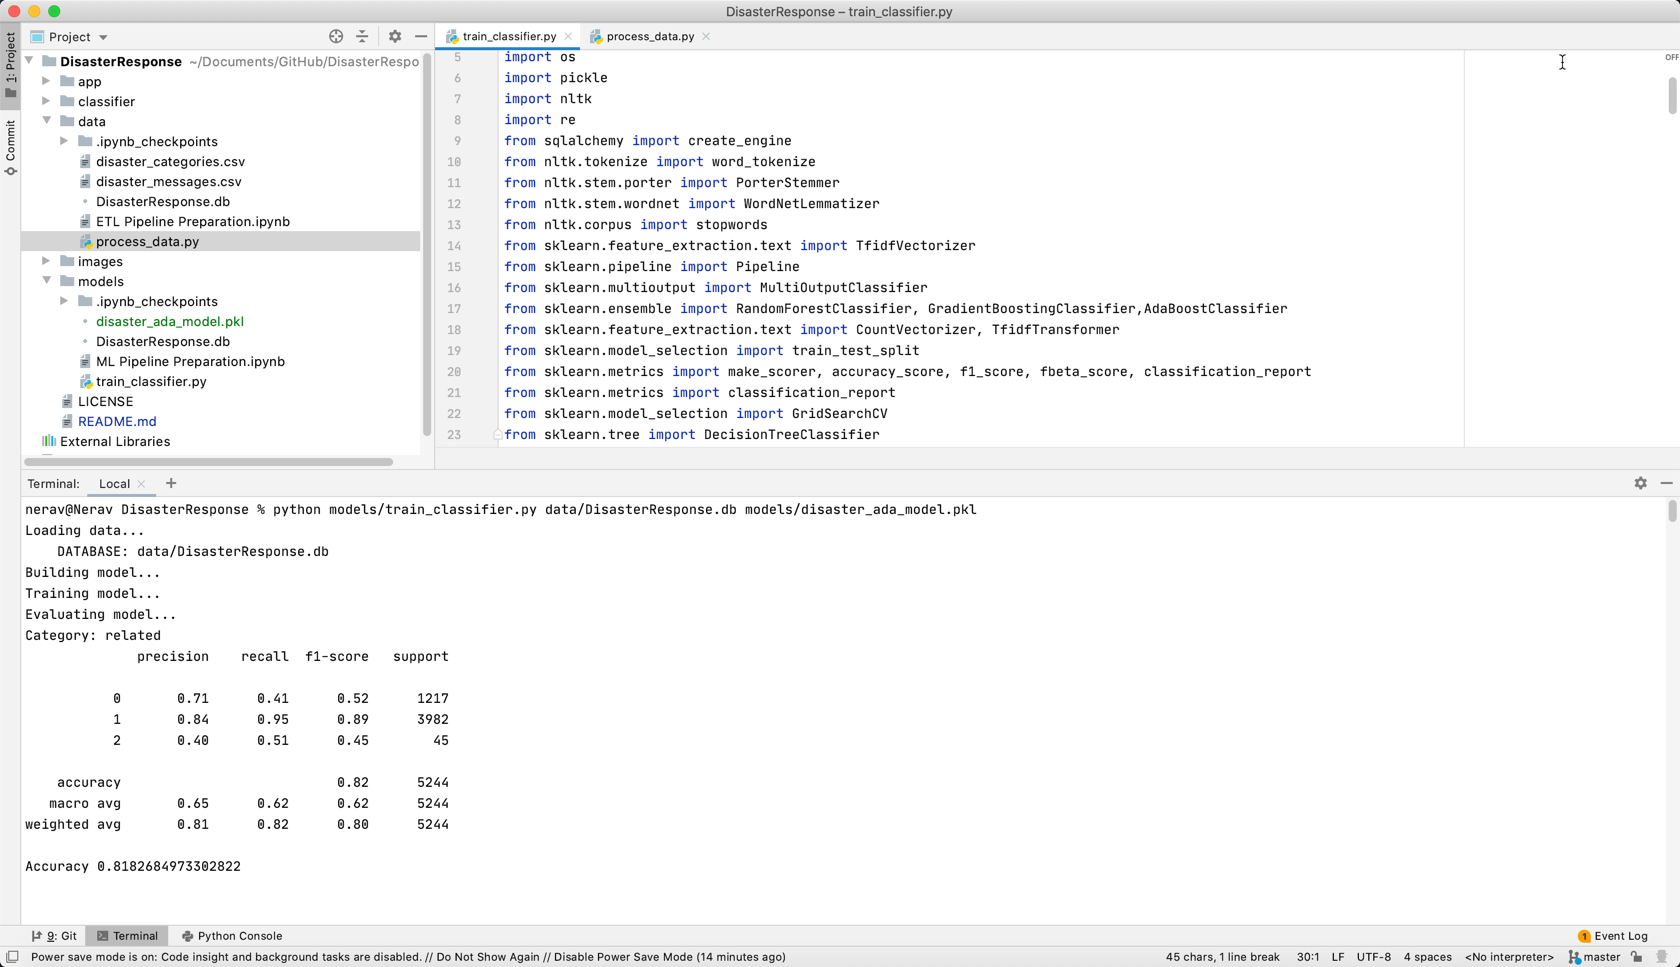 DisasterResponse – train_classifier.py
1: Project
Commit
Project
DisasterResponse ~/Documents/GitHub/DisasterRespo
app
classifier
data
.ipynb_checkpoints
disaster_categories.csv
disaster_messages.csv
DisasterResponse.db
ETL Pipeline Preparation.ipynb
process_data.py
images
models
.ipynb_checkpoints
disaster_ada_model.pkl
DisasterResponse.db
ML Pipeline Preparation.ipynb
train_classifier.py
LICENSE
README.md
External Libraries
train_classifier.py process_data.py
OFF
5 import os
6 import pickle
7 import nltk
8 import re
9 from sqlalchemy import create_engine
10 from nltk.tokenize import word_tokenize
11 from nltk.stem.porter import PorterStemmer
12 from nltk.stem.wordnet import WordNetLemmatizer
13 from nltk.corpus import stopwords
14 from sklearn.feature_extraction.text import TfidfVectorizer
15 from sklearn.pipeline import Pipeline
16 from sklearn.multioutput import MultiOutputClassifier
17 from sklearn.ensemble import RandomForestClassifier, GradientBoostingClassifier,AdaBoostClassifier
18 from sklearn.feature_extraction.text import CountVectorizer, TfidfTransformer
19 from sklearn.model_selection import train_test_split
20 from sklearn.metrics import make_scorer, accuracy_score, f1_score, fbeta_score, classification_report
21 from sklearn.metrics import classification_report
22 from sklearn.model_selection import GridSearchCV
23 from sklearn.tree import DecisionTreeClassifier
Terminal: Local
nerav@Nerav DisasterResponse % python models/train_classifier.py data/DisasterResponse.db models/disaster_ada_model.pkl
Loading data...
DATABASE: data/DisasterResponse.db
Building model...
Training model...
Evaluating model...
Category: related
precision recall f1-score support
0 0.71 0.41 0.52 1217
1 0.84 0.95 0.89 3982
2 0.40 0.51 0.45 45
accuracy 0.82 5244
macro avg 0.65 0.62 0.62 5244
weighted avg 0.81 0.82 0.80 5244
Accuracy 0.8182684973302822
9: Git Terminal Python Console 1 Event Log
Power save mode is on: Code insight and background tasks are disabled. // Do Not Show Again // Disable Power Save Mode (14 minutes ago) 45 chars, 1 line break 30:1 LF UTF-8 4 spaces <No interpreter> master